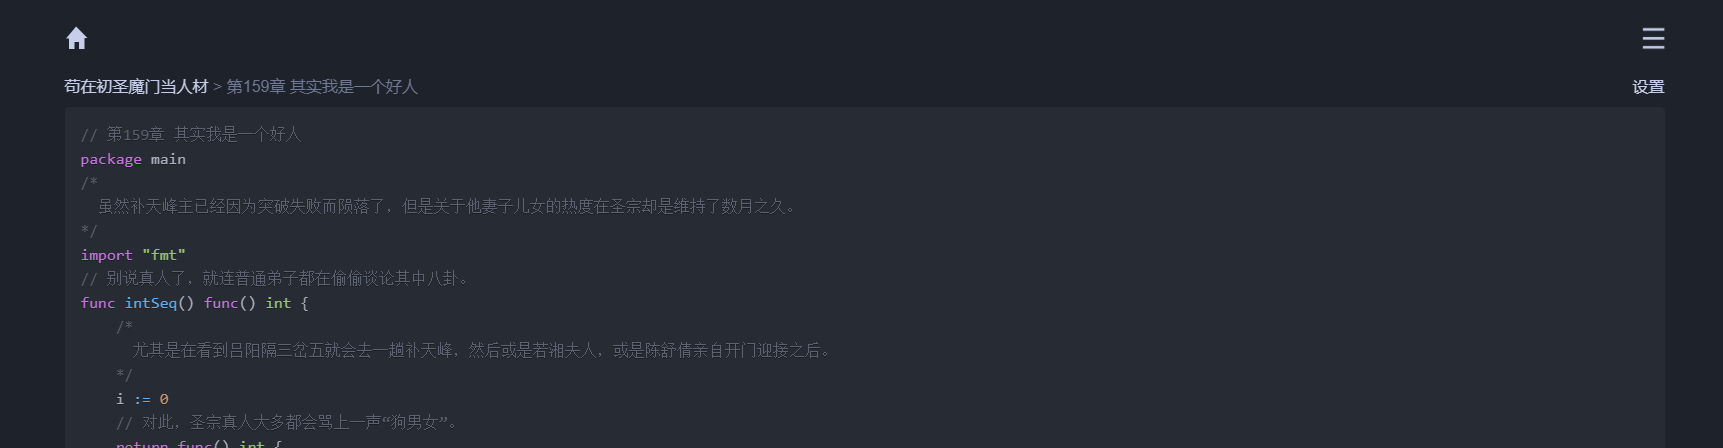 苟在初圣魔门当人材 > 第159章 其实我是一个好人
设置
// 第159章 其实我是一个好人
package main
/*
虽然补天峰主已经因为突破失败而陨落了，但是关于他妻子儿女的热度在圣宗却是维持了数月之久。
*/
import "fmt"
// 别说真人了，就连普通弟子都在偷偷谈论其中八卦。
func intSeq() func() int {
/*
尤其是在看到吕阳隔三岔五就会去一趟补天峰，然后或是若湘夫人，或是陈舒倩亲自开门迎接之后。
*/
i := 0
// 对此，圣宗真人大多都会骂上一声“狗男女”。
return func() int {